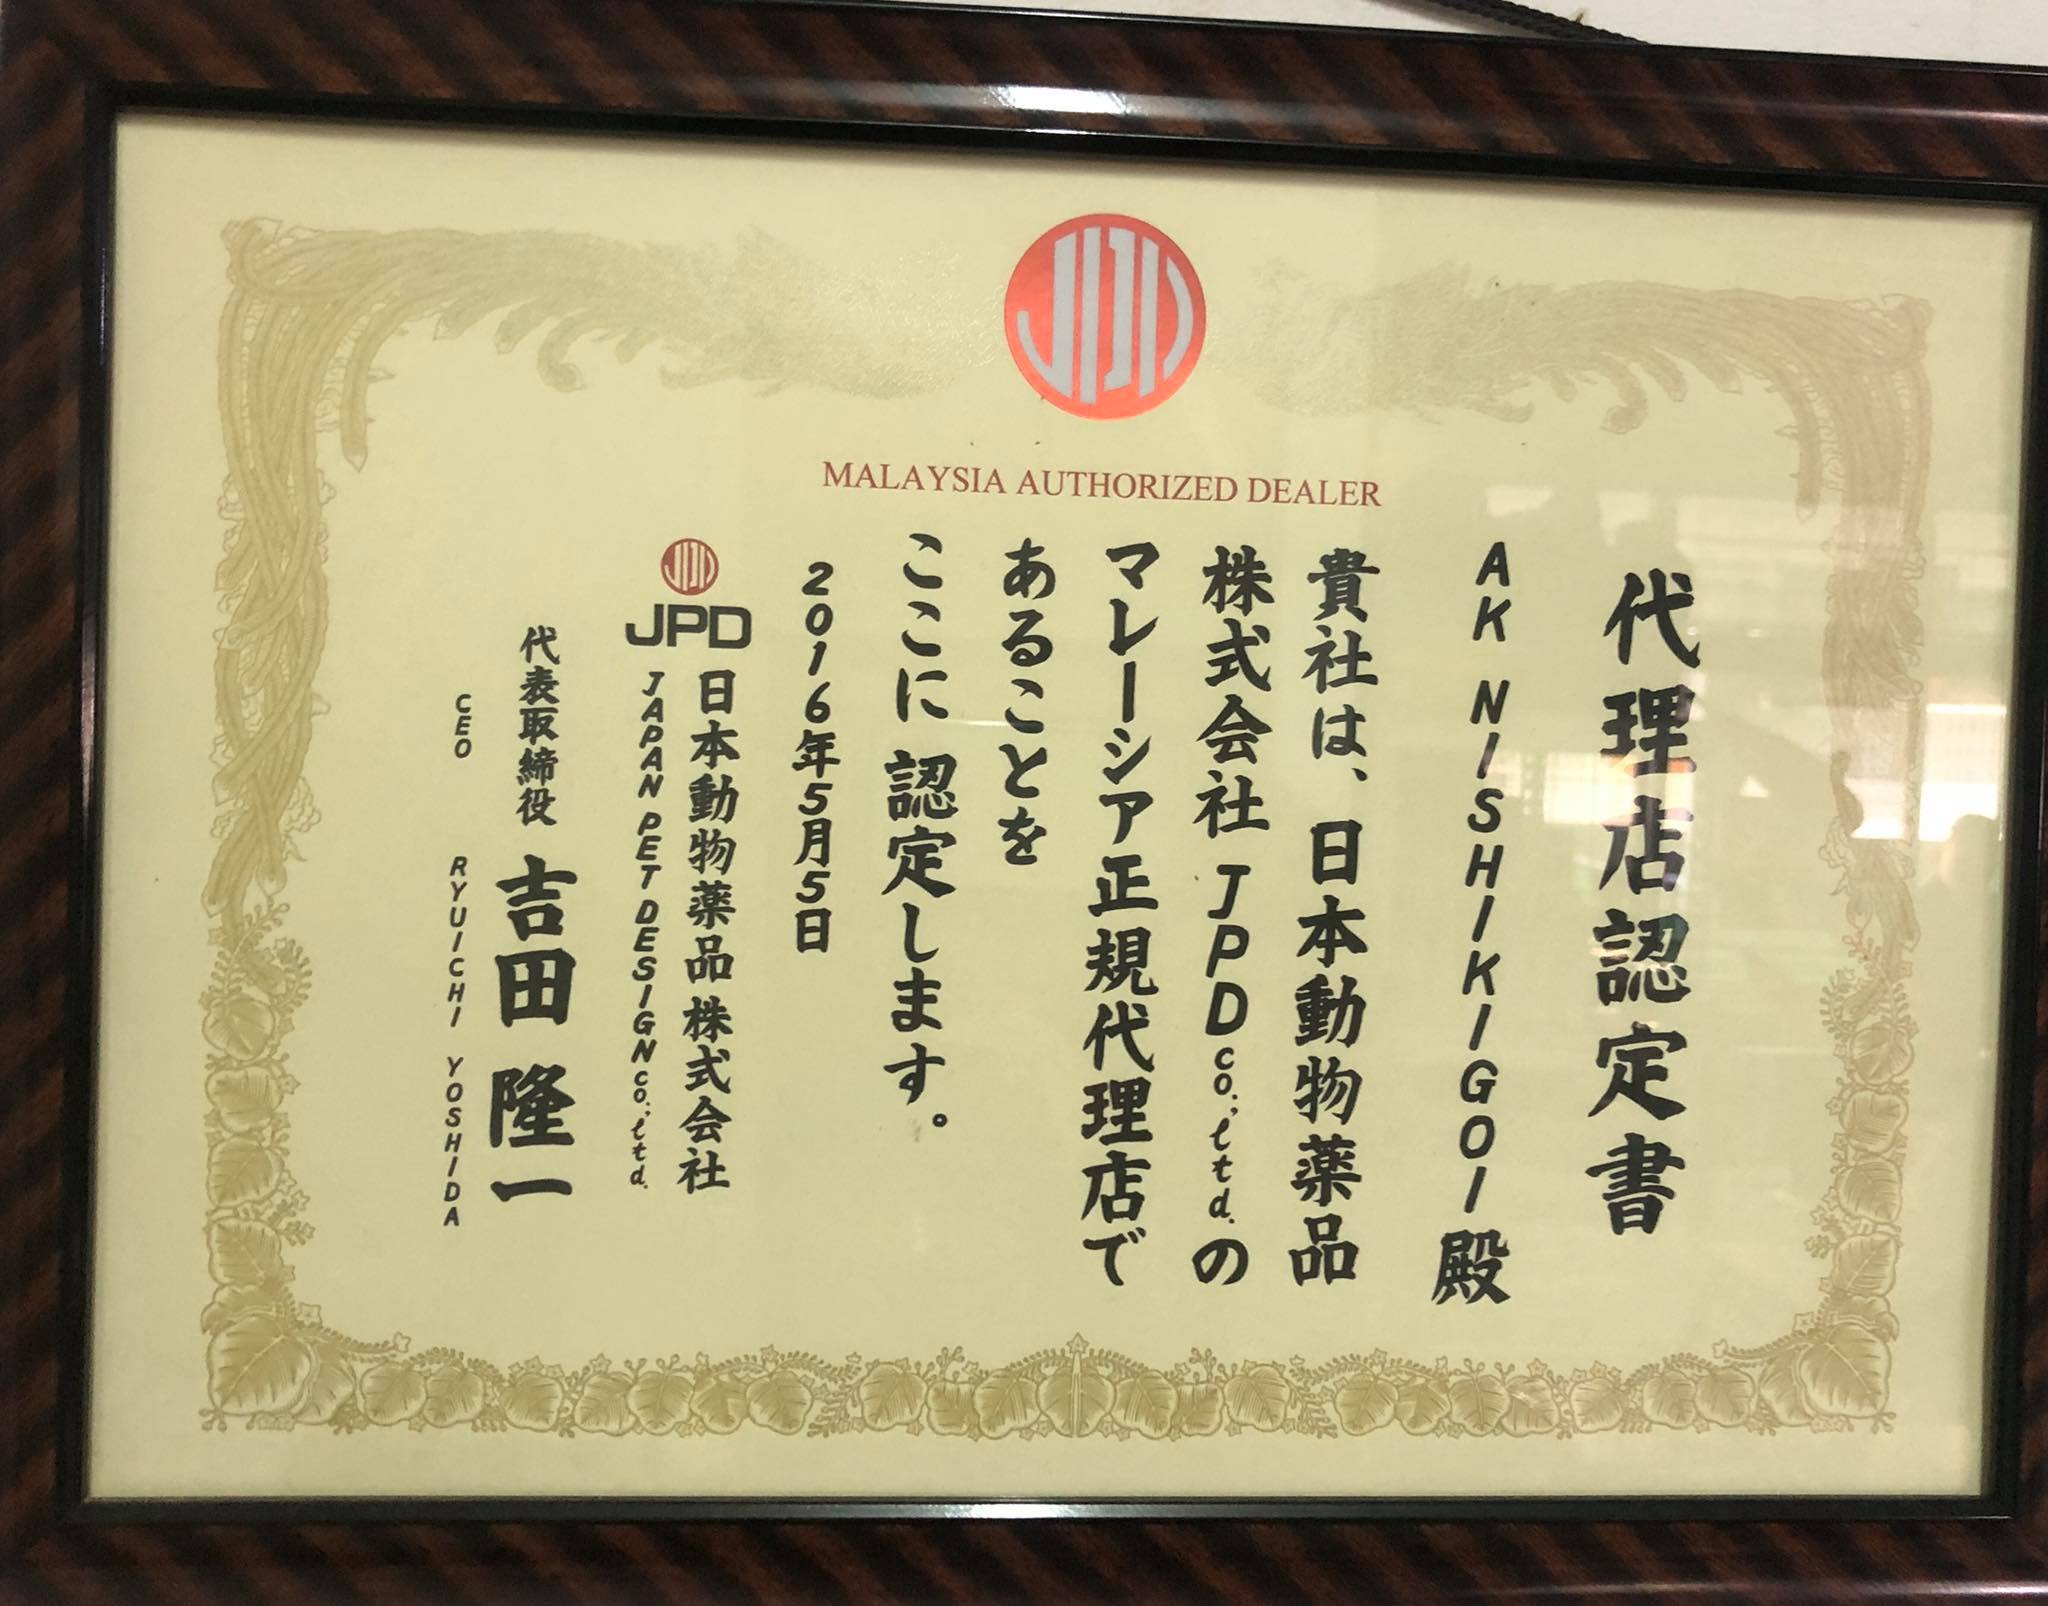 MALAYSIA AUTHORIZED DEALER
代理店認定書
AK NISHIKIGOI殿
貴社は、日本動物薬品
株式会社 JPD co.,ltd.の
マレーシア正規代理店で
あることを
ここに認定します。
2016年5月5日
JPD
日本動物薬品株式会社
JAPAN PET DESIGN co.,ltd.
代表取締役 吉田 隆一
CEO RYUICHI YOSHIDA